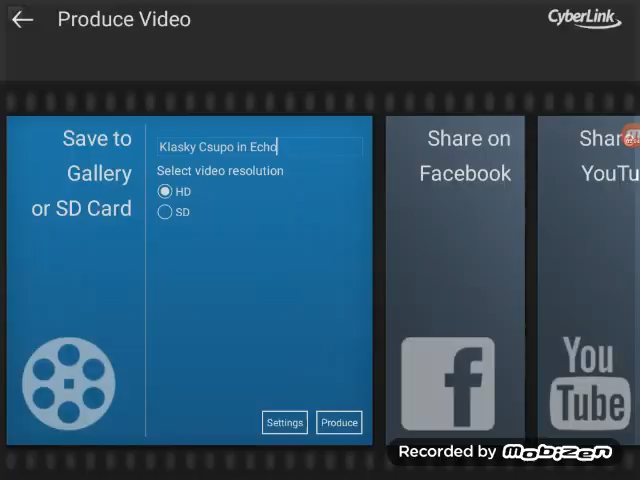 Produce Video
CyberLink
Save to
Gallery
or SD Card
Klasky Csupo in Echo
Select video resolution
HD
SD
Settings
Produce
Share on
Facebook
f
Shar
YouTu
You
Tube
Recorded by Mobizen